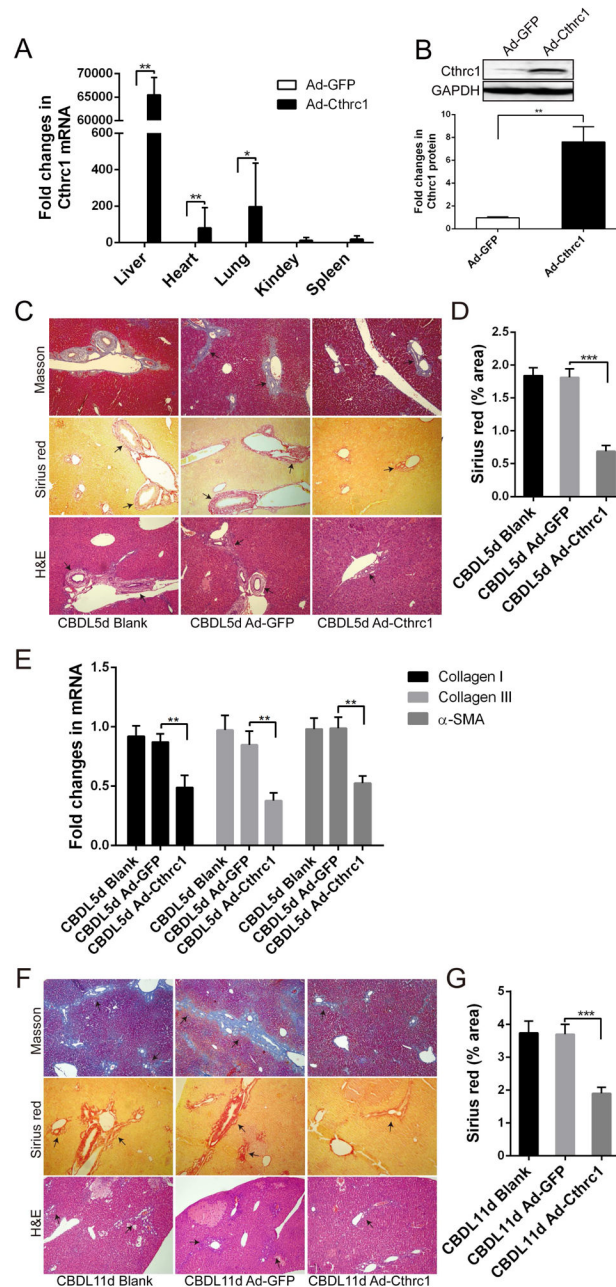 A
Fold changes in
Cthrc1 mRNA
70000
65000
60000
600
400
200
0
**
**
*
Ad-GFP
Ad-Cthrc1
Liver
Heart
Lung
Kindey
Spleen
B
Ad-GFP
Ad-Cthrc1
Cthrc1
GAPDH
Fold changes in
Cthrc1 protein
10
8
6
4
2
0
**
Ad-GFP
Ad-Cthrc1
C
Masson
Sirius red
H&E
CBDL5d Blank
CBDL5d Ad-GFP
CBDL5d Ad-Cthrc1
D
Sirius red (% area)
2.5
2.0
1.5
1.0
0.5
0.0
***
CBDL5d Blank
CBDL5d Ad-GFP
CBDL5d Ad-Cthrc1
E
Fold changes in mRNA
1.5
1.0
0.5
0.0
**
**
**
Collagen I
Collagen III
α-SMA
CBDL5d Blank
CBDL5d Ad-GFP
CBDL5d Ad-Cthrc1
CBDL5d Blank
CBDL5d Ad-GFP
CBDL5d Ad-Cthrc1
CBDL5d Blank
CBDL5d Ad-GFP
CBDL5d Ad-Cthrc1
F
Masson
Sirius red
H&E
CBDL11d Blank
CBDL11d Ad-GFP
CBDL11d Ad-Cthrc1
G
Sirius red (% area)
5
4
3
2
1
0
***
CBDL11d Blank
CBDL11d Ad-GFP
CBDL11d Ad-Cthrc1